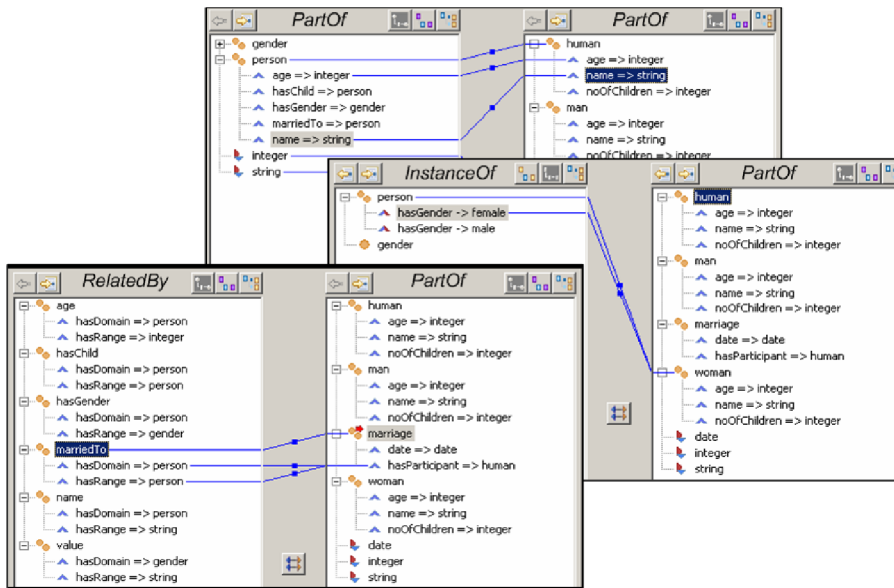 PartOf
gender
person
age => integer
hasChild => person
hasGender => gender
marriedTo => person
name => string
integer
string
PartOf
human
age => integer
name => string
noOfChildren => integer
man
age => integer
name => string
noOfChildren => integer
InstanceOf
person
hasGender -> female
hasGender -> male
gender
PartOf
human
age => integer
name => string
noOfChildren => integer
man
age => integer
name => string
noOfChildren => integer
marriage
date => date
hasParticipant => human
woman
age => integer
name => string
noOfChildren => integer
date
integer
string
RelatedBy
age
hasDomain => person
hasRange => integer
hasChild
hasDomain => person
hasRange => person
hasGender
hasDomain => person
hasRange => gender
marriedTo
hasDomain => person
hasRange => person
name
hasDomain => person
hasRange => string
value
hasDomain => gender
hasRange => string
PartOf
human
age => integer
name => string
noOfChildren => integer
man
age => integer
name => string
noOfChildren => integer
marriage
date => date
hasParticipant => human
woman
age => integer
name => string
noOfChildren => integer
date
integer
string